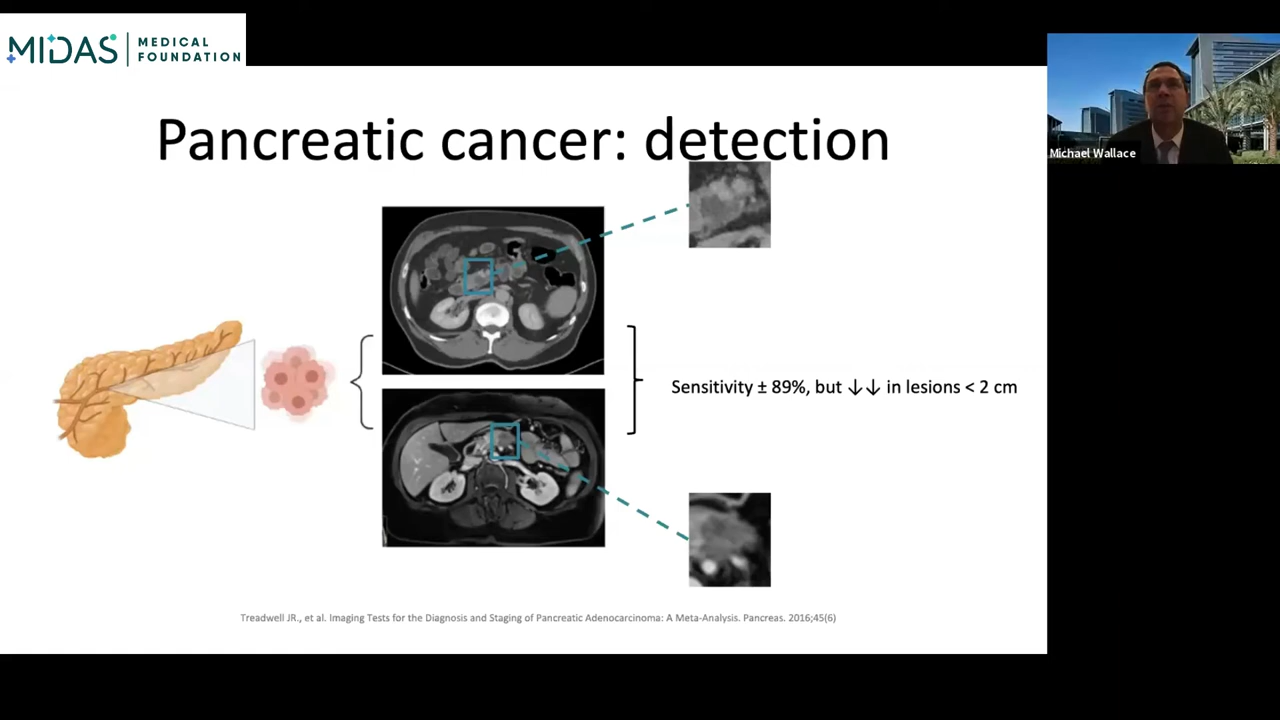 MIDAS
MEDICAL
FOUNDATION
Pancreatic cancer: detection
Michael Wallace
Sensitivity ± 89%, but ↓↓ in lesions < 2 cm
Treadwell JR., et al. Imaging Tests for the Diagnosis and Staging of Pancreatic Adenocarcinoma: A Meta-Analysis. Pancreas. 2016;45(6)